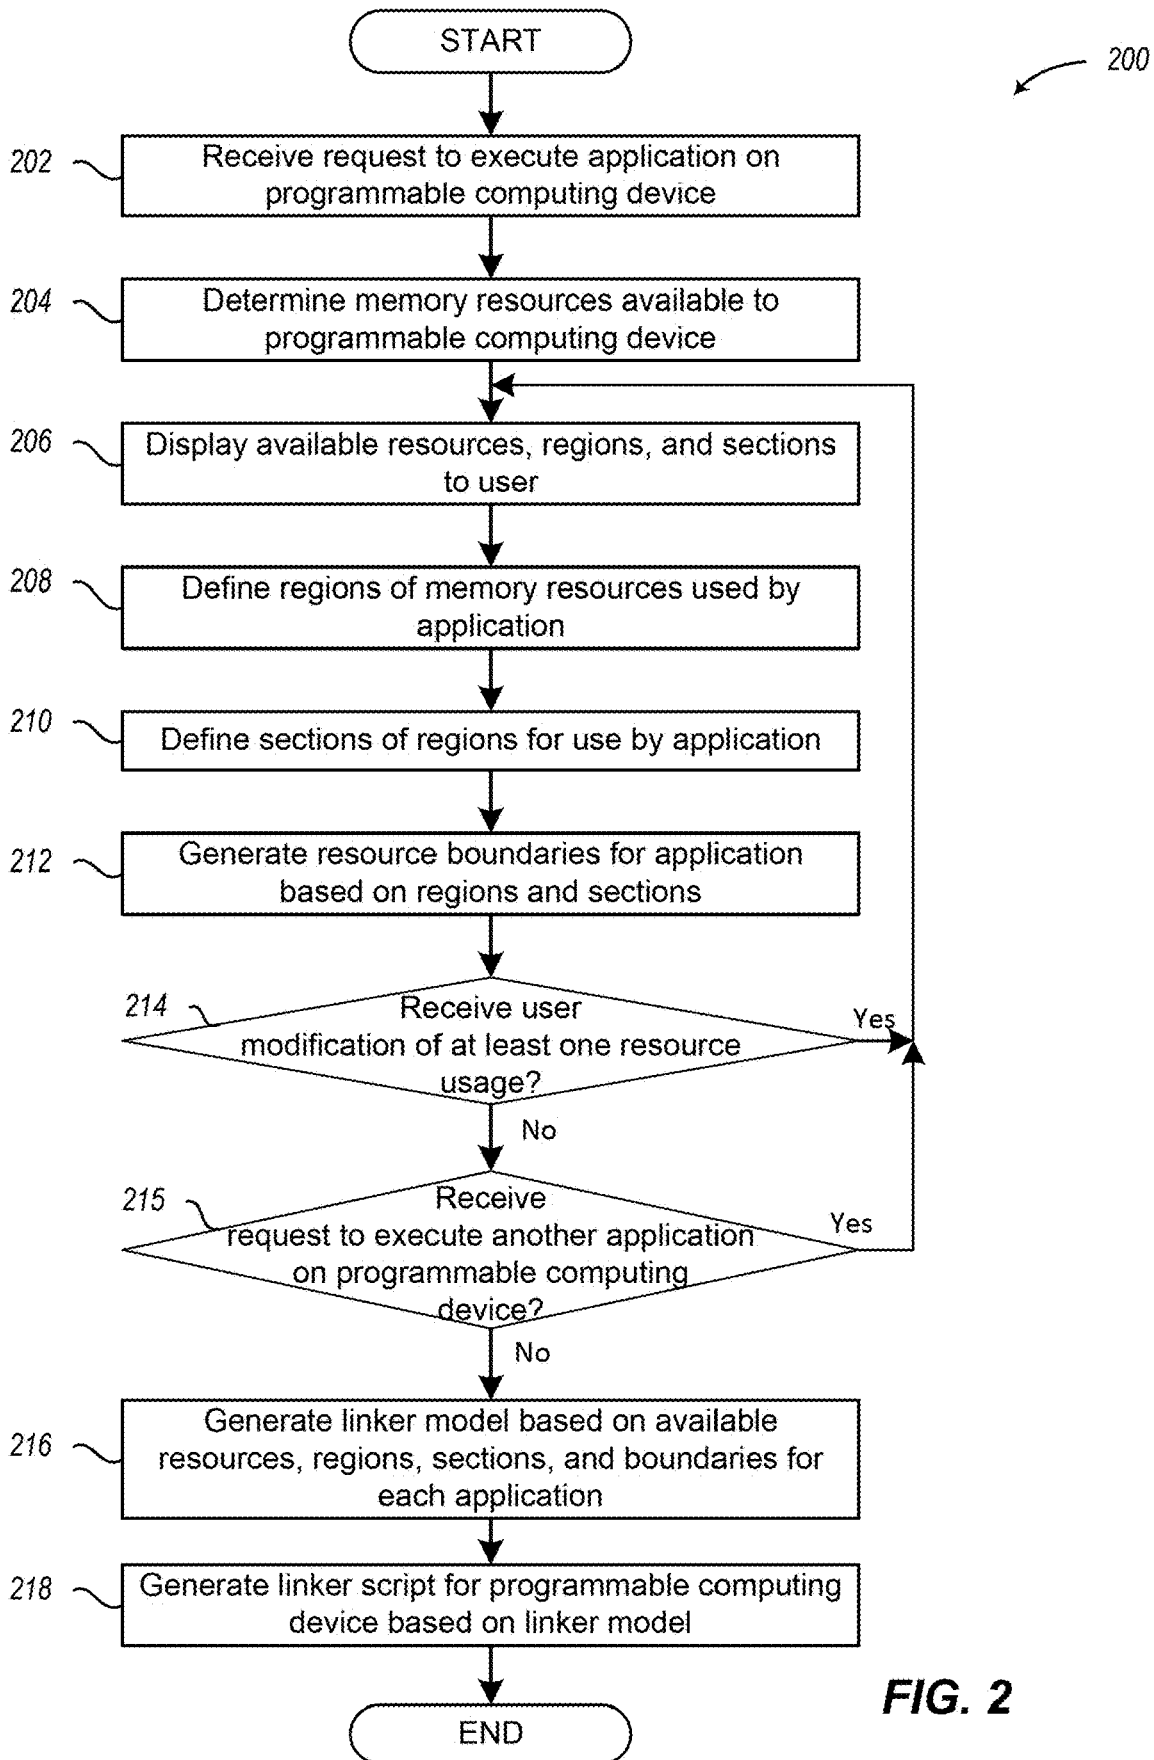 START
200
202
Receive request to execute application on
programmable computing device
204
Determine memory resources available to
programmable computing device
206
Display available resources, regions, and sections
to user
208
Define regions of memory resources used by
application
210
Define sections of regions for use by application
212
Generate resource boundaries for application
based on regions and sections
214
Receive user
modification of at least one resource
usage?
Yes
No
215
Receive
request to execute another application
on programmable computing
device?
Yes
No
216
Generate linker model based on available
resources, regions, sections, and boundaries for
each application
218
Generate linker script for programmable computing
device based on linker model
END
FIG. 2